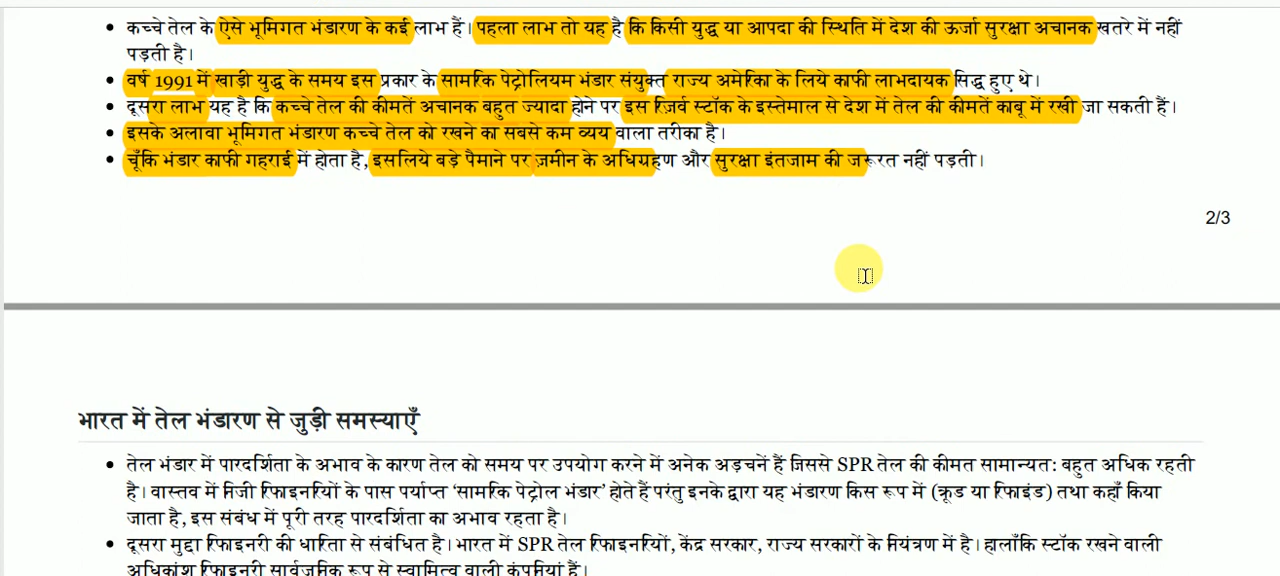 कच्चे तेल के ऐसे भूमिगत भंडारण के कई लाभ हैं। पहला लाभ तो यह है कि किसी युद्ध या आपदा की स्थिति में देश की ऊर्जा सुरक्षा अचानक खतरे में नहीं
पड़ती है।
वर्ष 1991 में खाड़ी युद्ध के समय इस प्रकार के सामरिक पेट्रोलियम भंडार संयुक्त राज्य अमेरिका के लिये काफी लाभदायक सिद्ध हुए थे।
दूसरा लाभ यह है कि कच्चे तेल की कीमतें अचानक बहुत ज्यादा होने पर इस रिज़र्व स्टॉक के इस्तेमाल से देश में तेल की कीमतें काबू में रखी जा सकती हैं।
इसके अलावा भूमिगत भंडारण कच्चे तेल को रखने का सबसे कम व्यय वाला तरीका है।
चूँकि भंडार काफी गहराई में होता है, इसलिये बड़े पैमाने पर ज़मीन के अधिग्रहण और सुरक्षा इंतजाम की जरूरत नहीं पड़ती।
2/3
भारत में तेल भंडारण से जुड़ी समस्याएँ
तेल भंडार में पारदर्शिता के अभाव के कारण तेल को समय पर उपयोग करने में अनेक अड़चनें हैं जिससे SPR तेल की कीमत सामान्यत: बहुत अधिक रहती
है। वास्तव में निजी रिफाइनरियों के पास पर्याप्त ‘सामरिक पेट्रोल भंडार’ होते हैं परंतु इनके द्वारा यह भंडारण किस रूप में (क्रूड या रिफाइंड) तथा कहाँ किया
जाता है, इस संबंध में पूरी तरह पारदर्शिता का अभाव रहता है।
दूसरा मुद्दा रिफाइनरी की धारिता से संबंधित है। भारत में SPR तेल रिफाइनरियों, केंद्र सरकार, राज्य सरकारों के नियंत्रण में है। हालाँकि स्टॉक रखने वाली
अधिकांश रिफाइनरी सार्वजनिक रूप से स्वामित्व वाली कंपनियां हैं।